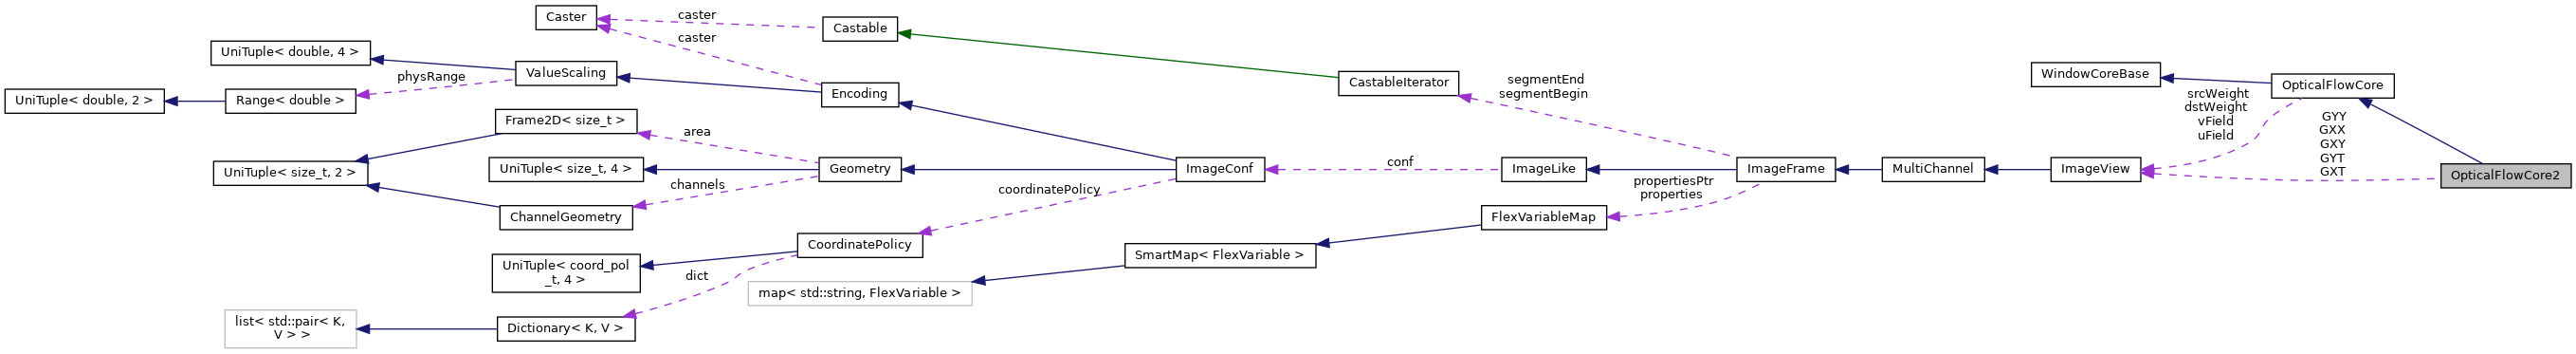 Caster
caster
caster
Castable
UniTuple< double, 4 >
ValueScaling
physRange
UniTuple< double, 2 >
Range< double >
Encoding
CastableIterator
segmentEnd
segmentBegin
WindowCoreBase
OpticalFlowCore
srcWeight
dstWeight
vField
uField
GYY
GXX
GXY
GYT
GXT
Frame2D< size_t >
area
UniTuple< size_t, 2 >
UniTuple< size_t, 4 >
Geometry
channels
ChannelGeometry
ImageConf
conf
ImageLike
ImageFrame
MultiChannel
ImageView
OpticalFlowCore2
coordinatePolicy
propertiesPtr
properties
FlexVariableMap
CoordinatePolicy
SmartMap< FlexVariable >
UniTuple< coord_pol
_t, 4 >
dict
map< std::string, FlexVariable >
list< std::pair< K,
V > >
Dictionary< K, V >